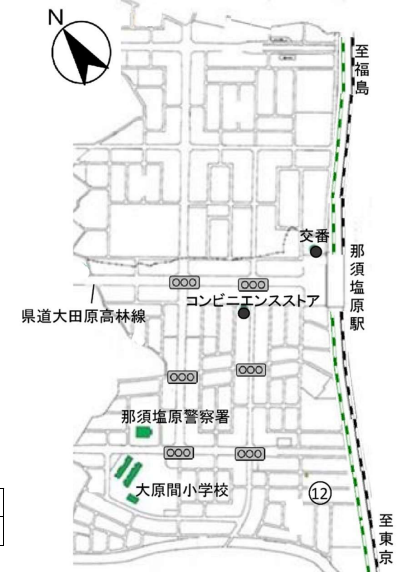 N
至福島
交番
那須塩原駅
コンビニエンスストア
県道大田原高林線
那須塩原警察署
大原間小学校
12
至東京